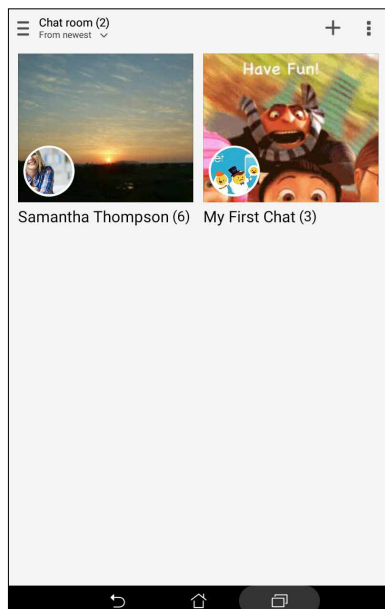 Chat room (2)
From newest
Have Fun!
Samantha Thompson (6)
My First Chat (3)